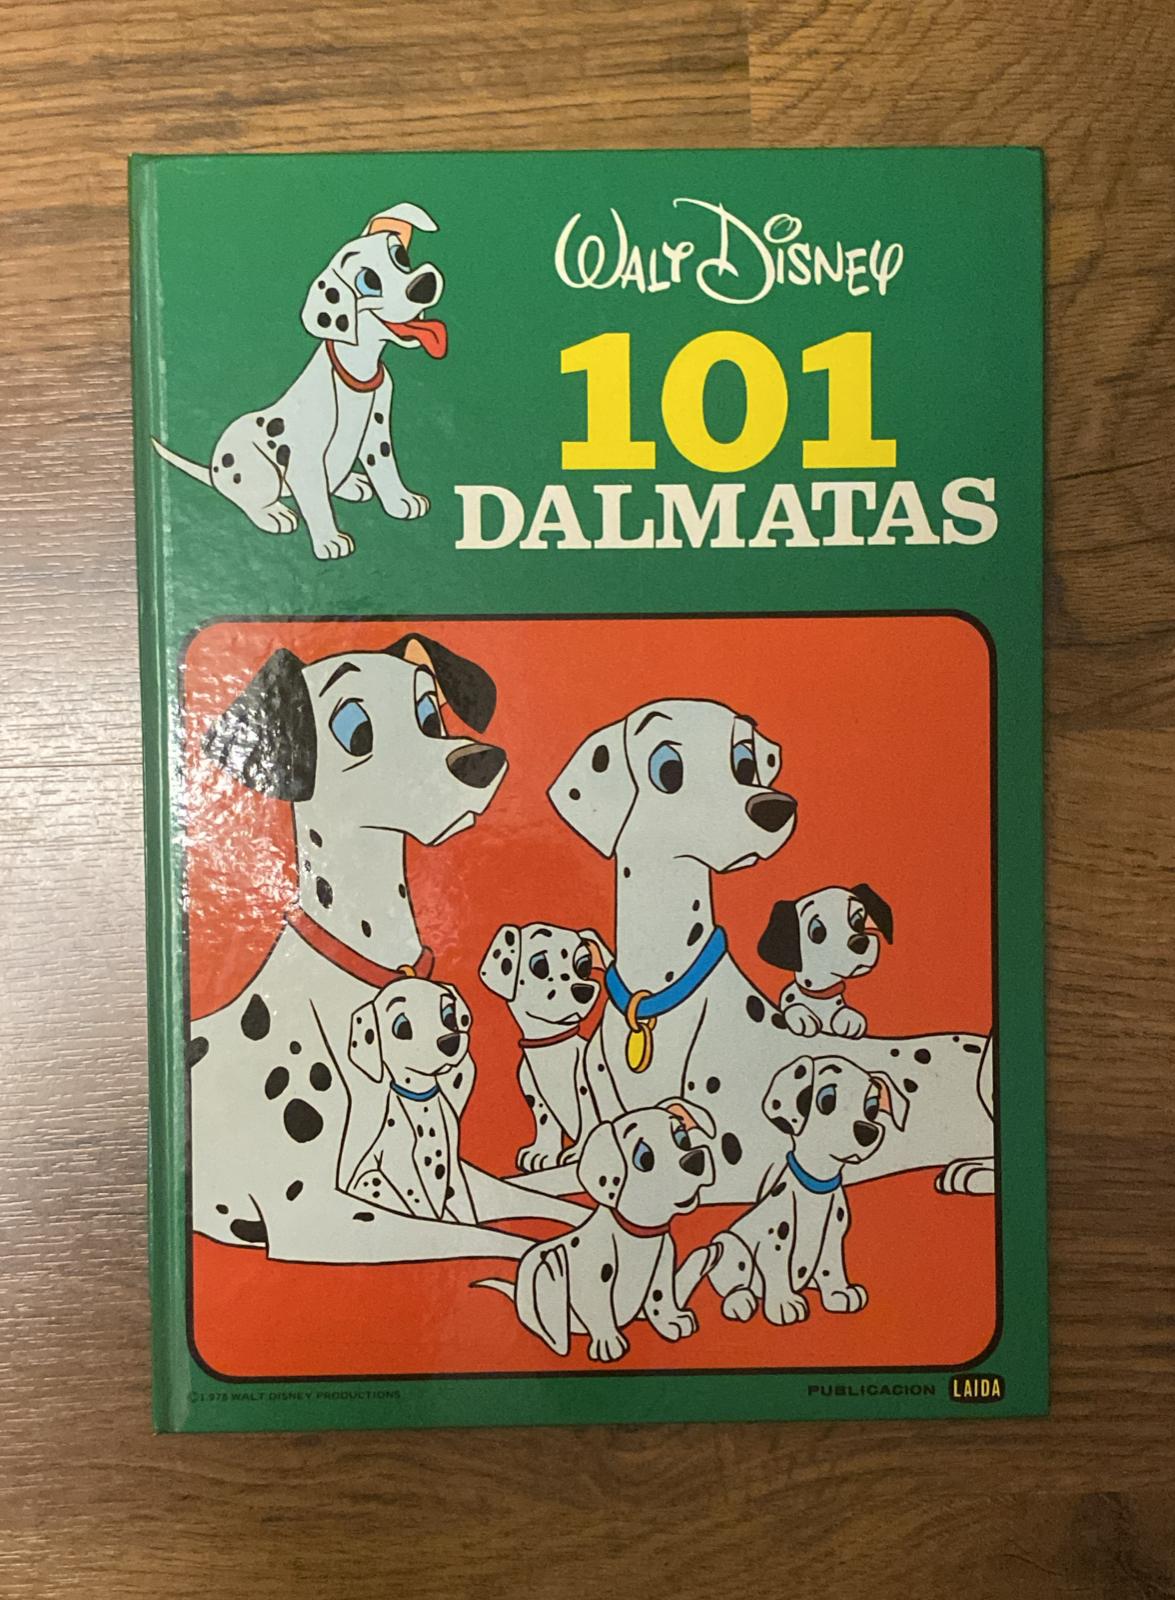 WALT DISNEY
101
DALMATAS
©1.978 WALT DISNEY PRODUCTIONS
PUBLICACION LAIDA